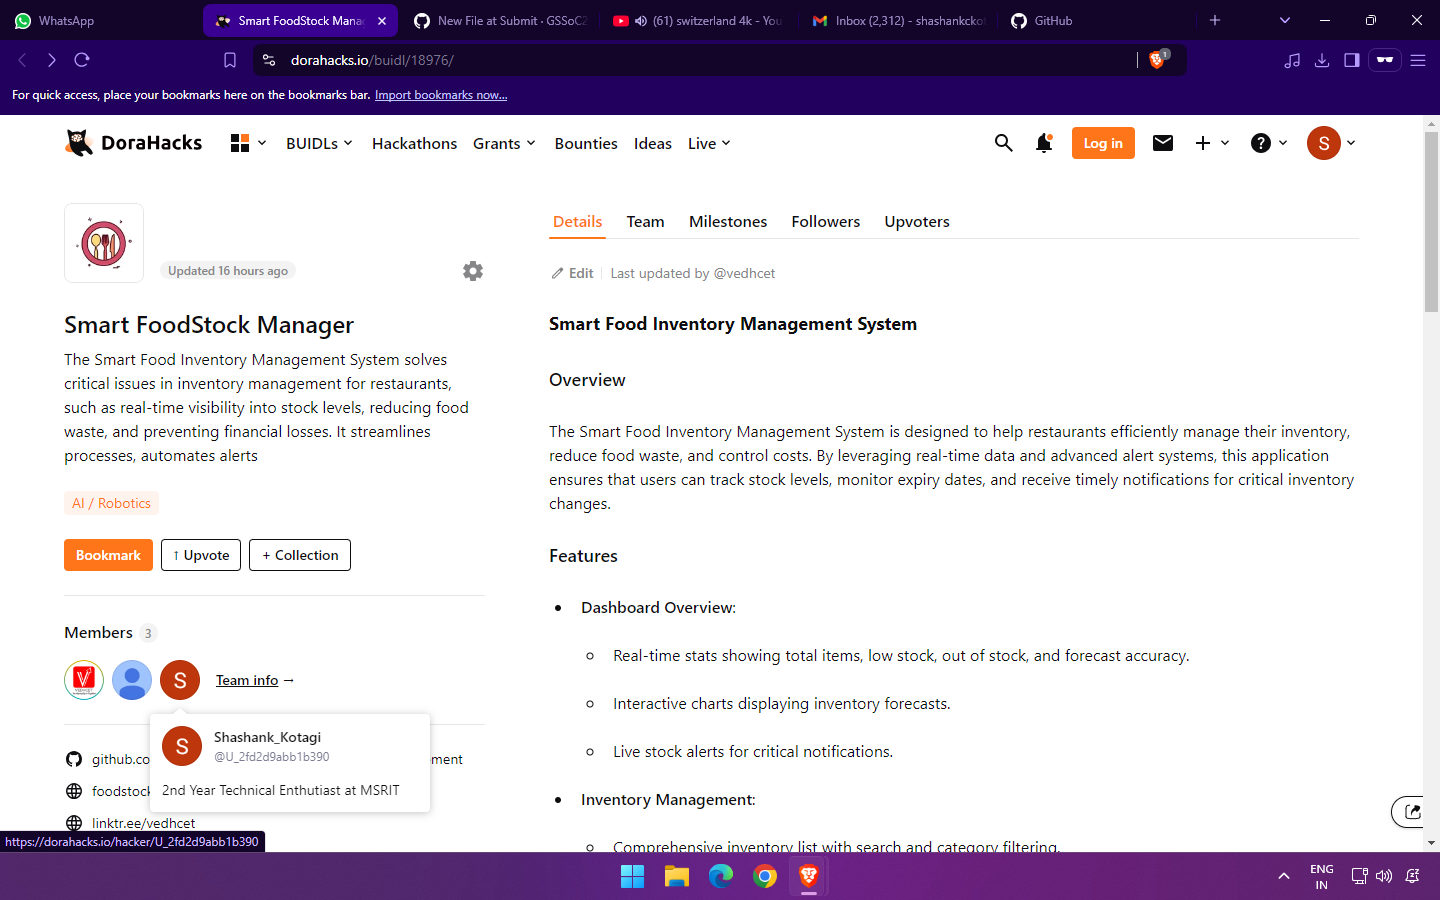 WhatsApp
Smart FoodStock Mana
New File at Submit · GSSoC2
(61) switzerland 4k - You
Inbox (2,312) - shashankckot
GitHub
dorahacks.io/buidl/18976/
1
For quick access, place your bookmarks here on the bookmarks bar. Import bookmarks now...
DoraHacks
BUIDLs
Hackathons
Grants
Bounties
Ideas
Live
Log in
S
Updated 16 hours ago
Smart FoodStock Manager
The Smart Food Inventory Management System solves
critical issues in inventory management for restaurants,
such as real-time visibility into stock levels, reducing food
waste, and preventing financial losses. It streamlines
processes, automates alerts
AI / Robotics
Bookmark
↑ Upvote
+ Collection
Members 3
S
Team info →
S
Shashank_Kotagi
@U_2fd2d9abb1b390
2nd Year Technical Enthutiast at MSRIT
github.co
ment
foodstock
linktr.ee/vedhcet
https://dorahacks.io/hacker/U_2fd2d9abb1b390
Details
Team
Milestones
Followers
Upvoters
Edit
Last updated by @vedhcet
Smart Food Inventory Management System
Overview
The Smart Food Inventory Management System is designed to help restaurants efficiently manage their inventory,
reduce food waste, and control costs. By leveraging real-time data and advanced alert systems, this application
ensures that users can track stock levels, monitor expiry dates, and receive timely notifications for critical inventory
changes.
Features
Dashboard Overview:
Real-time stats showing total items, low stock, out of stock, and forecast accuracy.
Interactive charts displaying inventory forecasts.
Live stock alerts for critical notifications.
Inventory Management:
Comprehensive inventory list with search and category filtering.
ENG
IN